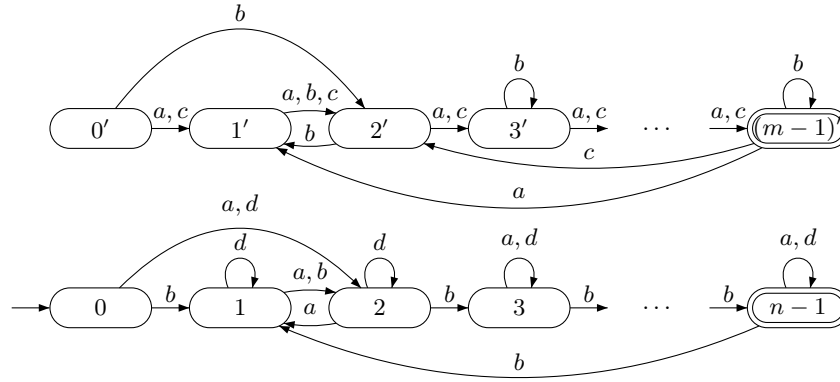 b
b b
a, b, c
0′ a, c 1′ b 2′ a, c 3′ a, c ··· a, c (m − 1)′
c
a
a, d
d d a, d a, d
a, b
0 b 1 a 2 b 3 b ··· b n − 1
b